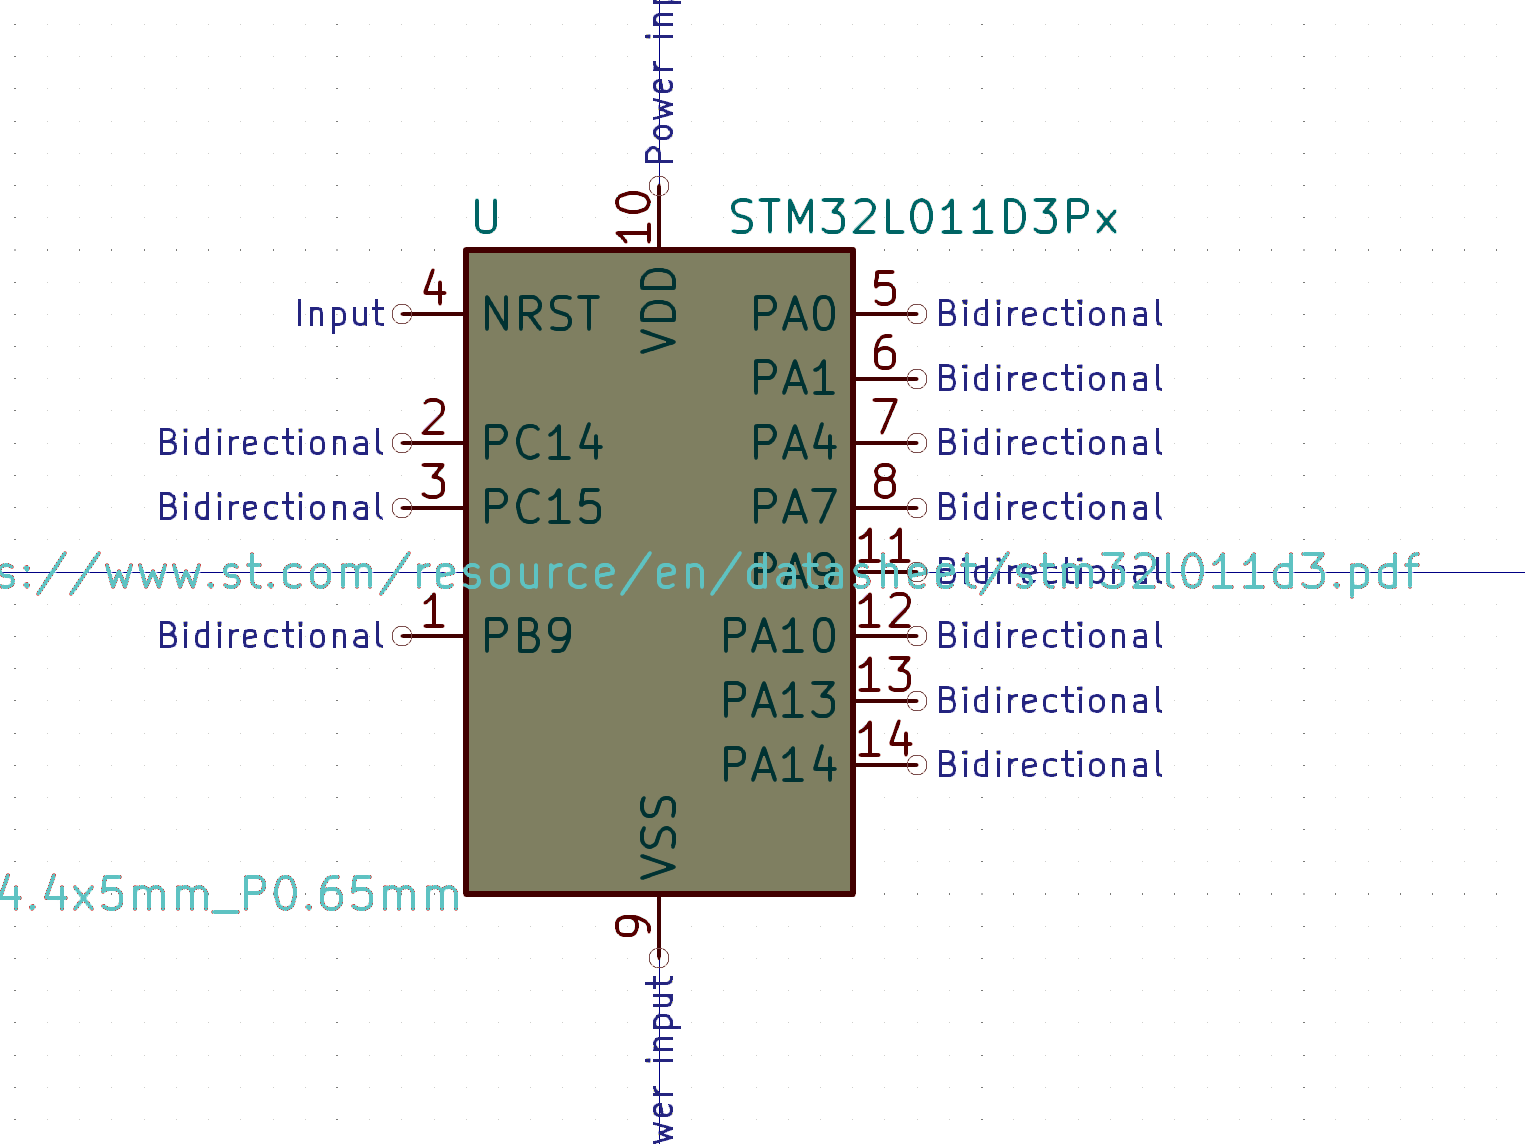 Power inp
10
U
STM32L011D3Px
VDD
Input 4 NRST
PA0 5 Bidirectional
PA1 6 Bidirectional
Bidirectional 2 PC14
PA4 7 Bidirectional
Bidirectional 3 PC15
PA7 8 Bidirectional
PA9 11 Bidirectional
s://www.st.com/resource/en/datasheet/stm32l011d3.pdf
Bidirectional 1 PB9
PA10 12 Bidirectional
PA13 13 Bidirectional
PA14 14 Bidirectional
VSS
4.4x5mm_P0.65mm
9
wer input